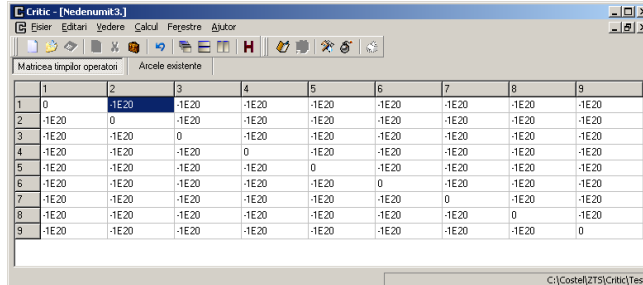 Critic - [Nedenumit3.]
Fisier Editari Vedere Calcul Ferestre Ajutor
H
Matricea timpilor operatori Arcele existente
1 2 3 4 5 6 7 8 9
1 0 -1E20 -1E20 -1E20 -1E20 -1E20 -1E20 -1E20 -1E20
2 -1E20 0 -1E20 -1E20 -1E20 -1E20 -1E20 -1E20 -1E20
3 -1E20 -1E20 0 -1E20 -1E20 -1E20 -1E20 -1E20 -1E20
4 -1E20 -1E20 -1E20 0 -1E20 -1E20 -1E20 -1E20 -1E20
5 -1E20 -1E20 -1E20 -1E20 0 -1E20 -1E20 -1E20 -1E20
6 -1E20 -1E20 -1E20 -1E20 -1E20 0 -1E20 -1E20 -1E20
7 -1E20 -1E20 -1E20 -1E20 -1E20 -1E20 0 -1E20 -1E20
8 -1E20 -1E20 -1E20 -1E20 -1E20 -1E20 -1E20 0 -1E20
9 -1E20 -1E20 -1E20 -1E20 -1E20 -1E20 -1E20 -1E20 0
C:\Costel\ZTS\Critic\Tes